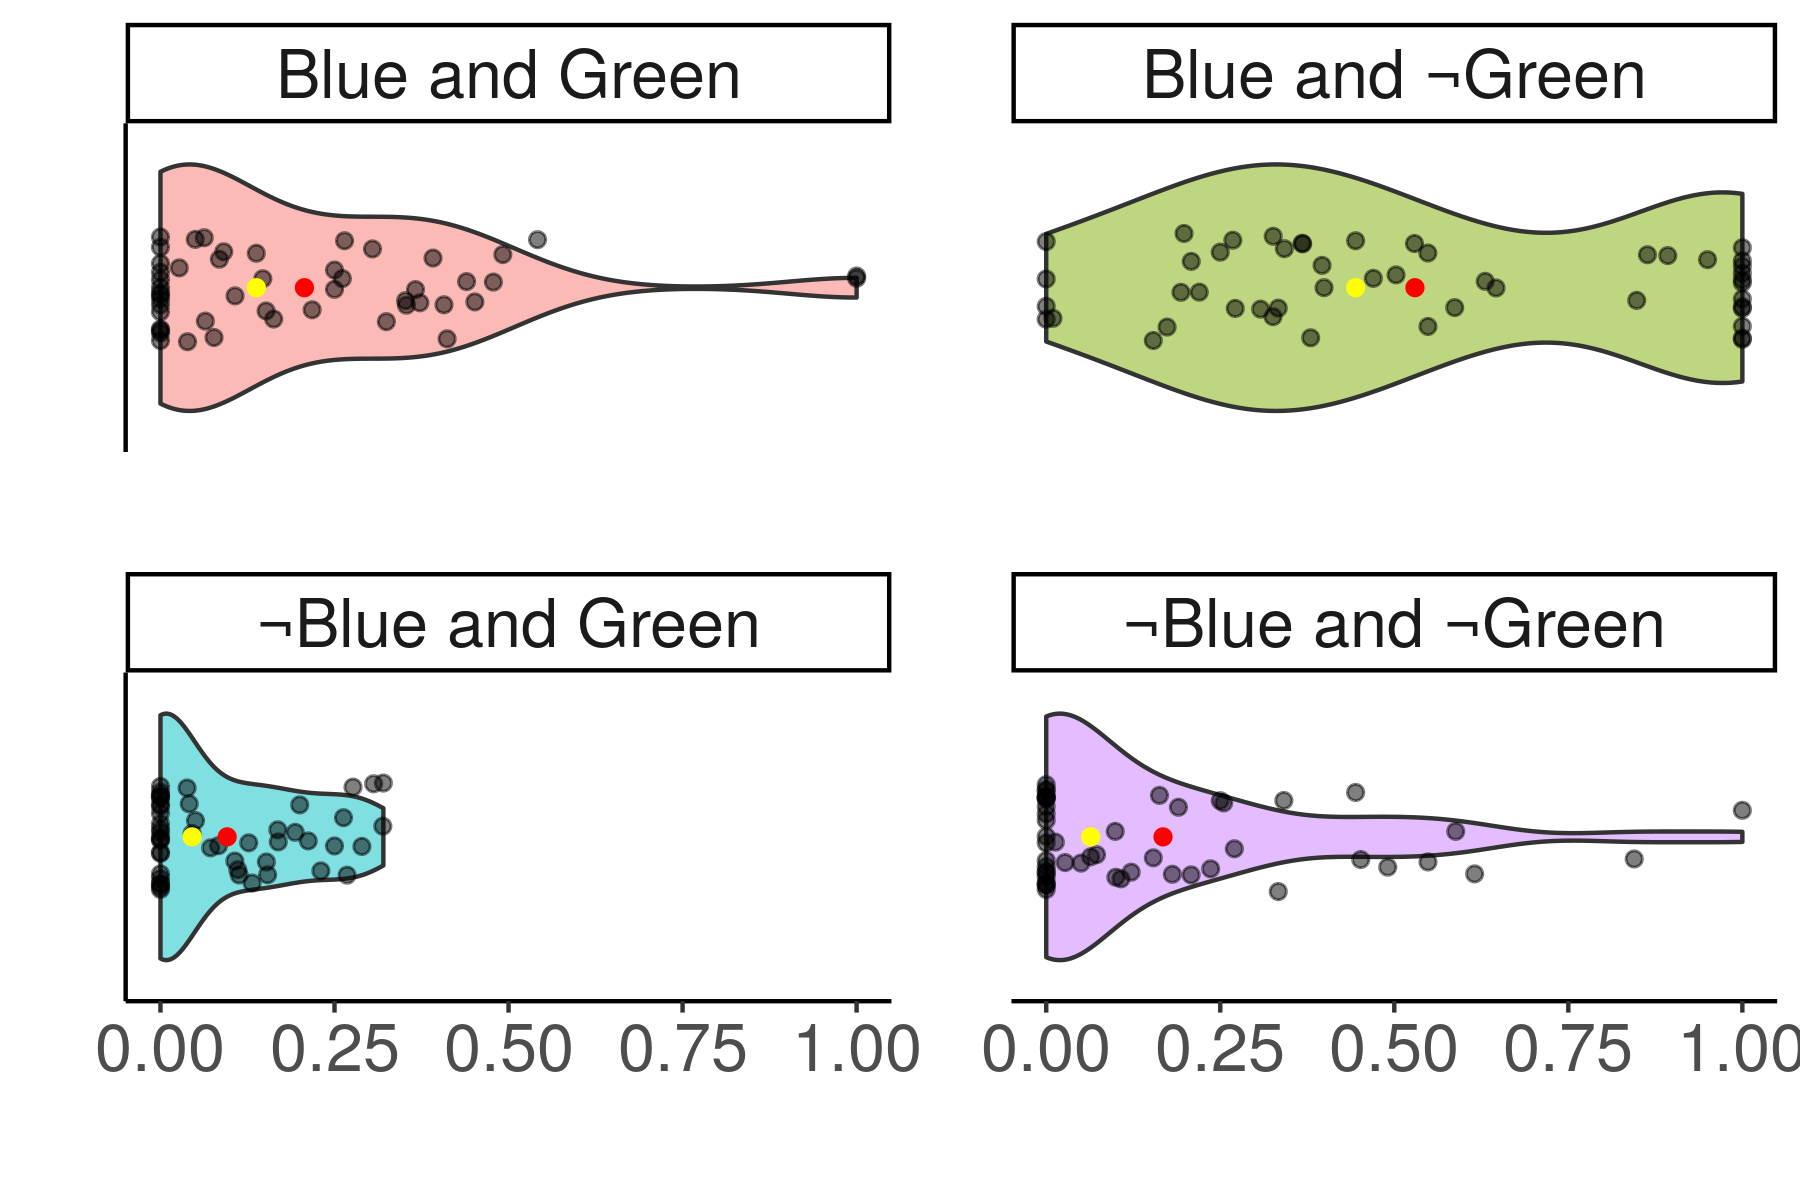 Blue and Green
Blue and ¬Green
¬Blue and Green
¬Blue and ¬Green
0.00 0.25 0.50 0.75 1.00
0.00 0.25 0.50 0.75 1.00